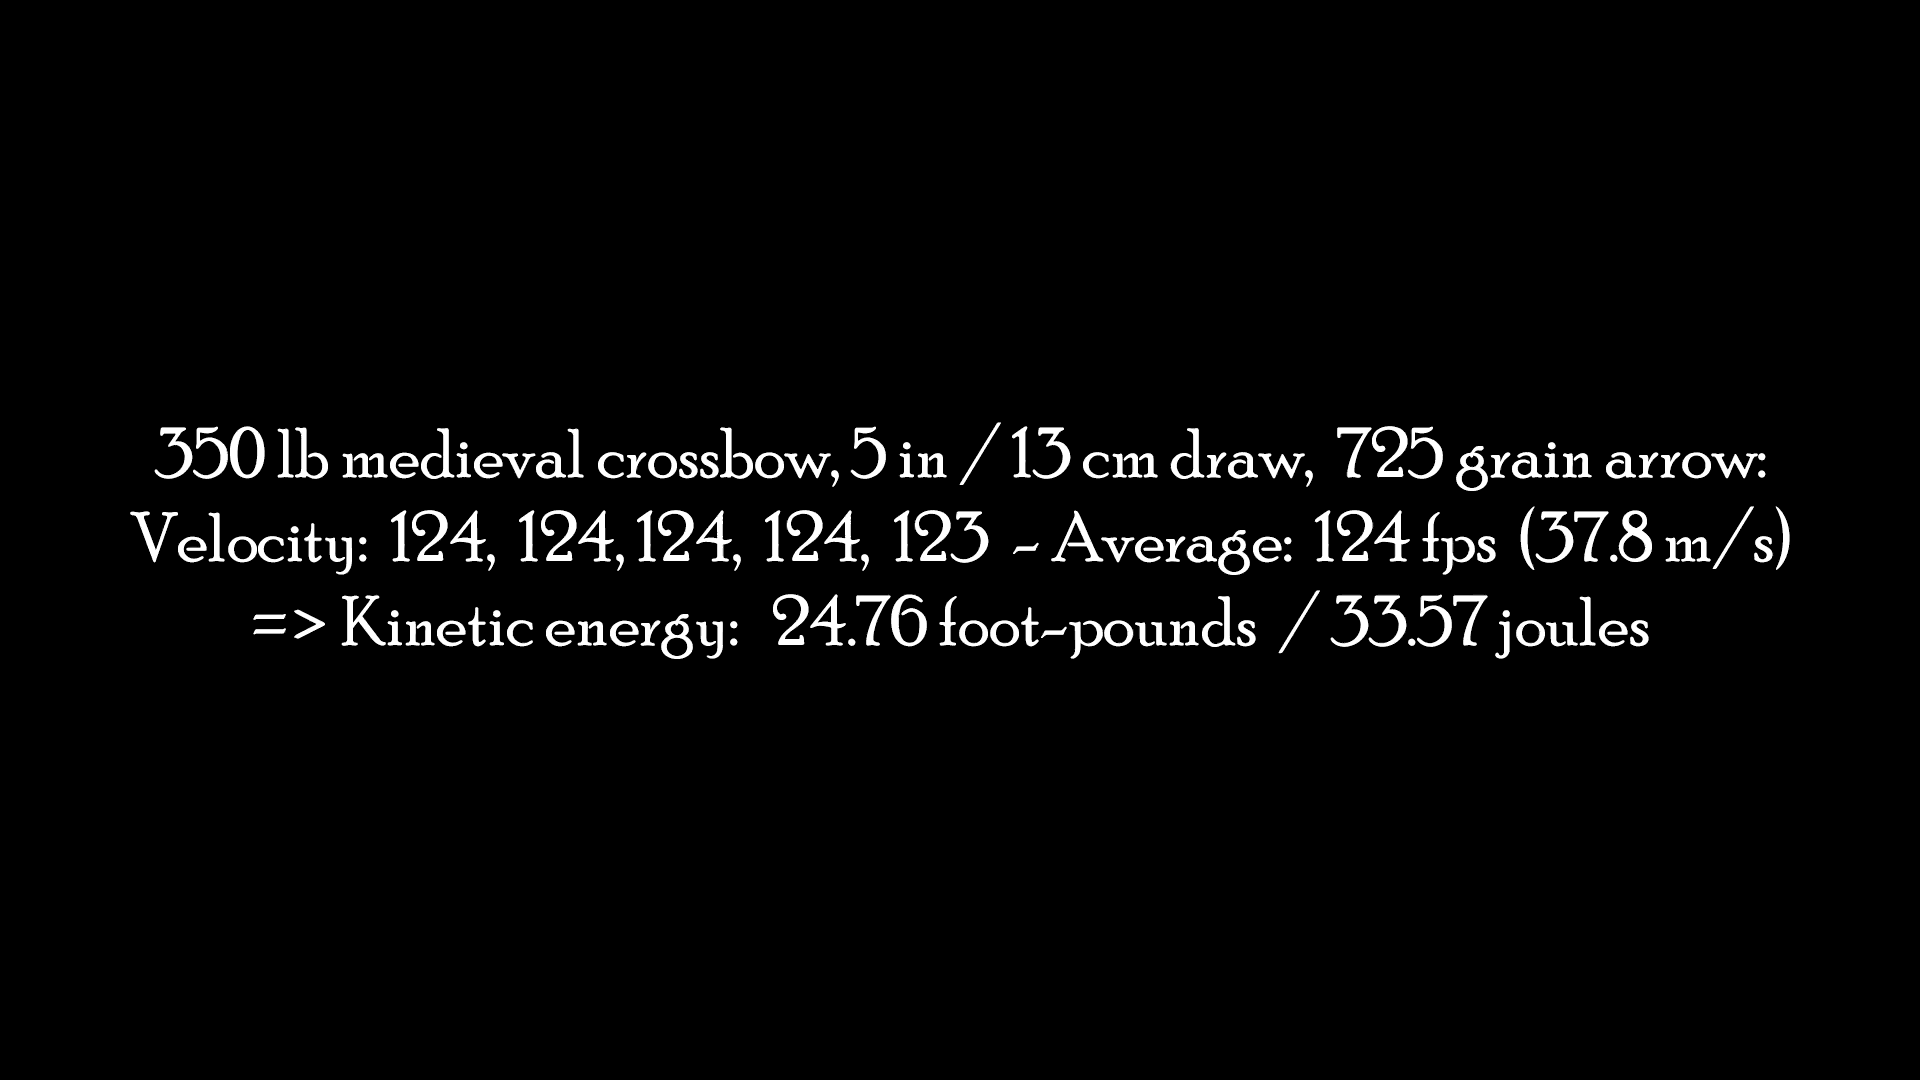 350 lb medieval crossbow, 5 in / 13 cm draw, 725 grain arrow:
Velocity: 124, 124, 124, 124, 123 - Average: 124 fps (37.8 m/s)
=> Kinetic energy: 24.76 foot-pounds / 33.57 joules